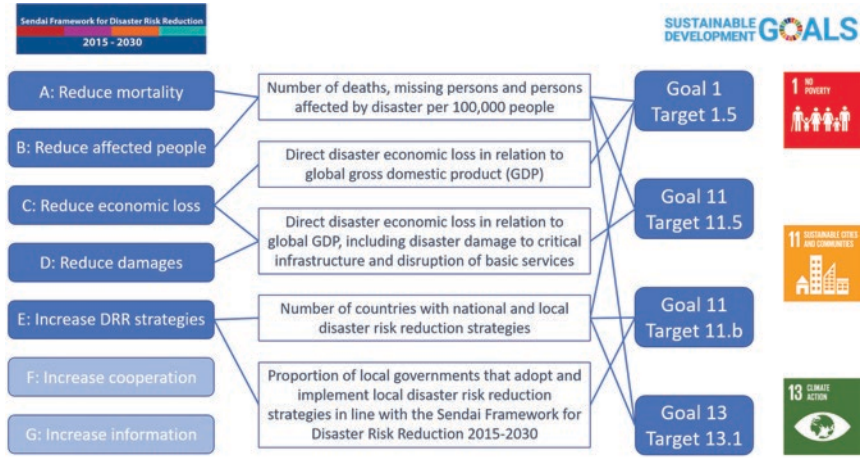 Sendai Framework for Disaster Risk Reduction
2015 - 2030
SUSTAINABLE
DEVELOPMENT GOALS
A: Reduce mortality
B: Reduce affected people
C: Reduce economic loss
D: Reduce damages
E: Increase DRR strategies
F: Increase cooperation
G: Increase information
Number of deaths, missing persons and persons
affected by disaster per 100,000 people
Direct disaster economic loss in relation to
global gross domestic product (GDP)
Direct disaster economic loss in relation to
global GDP, including disaster damage to critical
infrastructure and disruption of basic services
Number of countries with national and local
disaster risk reduction strategies
Proportion of local governments that adopt and
implement local disaster risk reduction
strategies in line with the Sendai Framework for
Disaster Risk Reduction 2015-2030
Goal 1
Target 1.5
Goal 11
Target 11.5
Goal 11
Target 11.b
Goal 13
Target 13.1
1 NO
POVERTY
11 SUSTAINABLE CITIES
AND COMMUNITIES
13 CLIMATE
ACTION